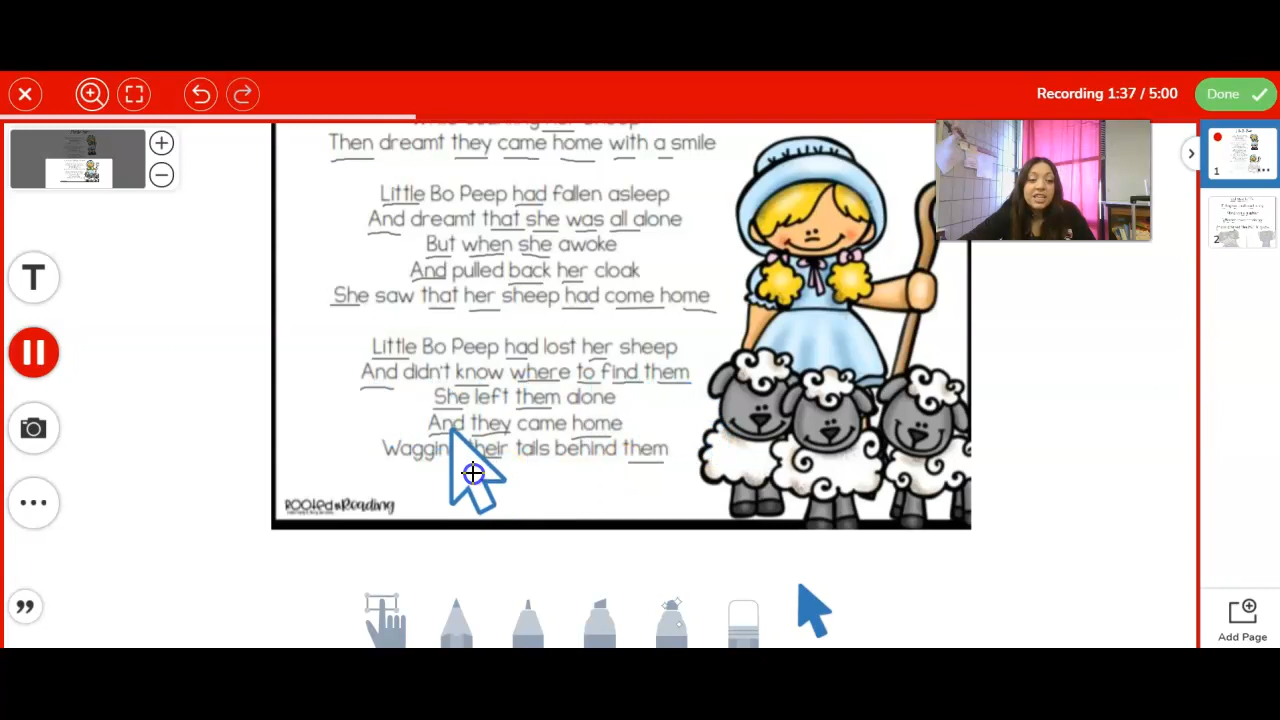 Recording 1:37 / 5:00
Done
her
Then dreamt they came home with a smile
Little Bo Peep had fallen asleep
And dreamt that she was all alone
But when she awoke
And pulled back her cloak
She saw that her sheep had come home
Little Bo Peep had lost her sheep
And didn't know where to find them
She left them alone
And they came home
tails behind them
Rooted in Reading
T
1
2
Add Page